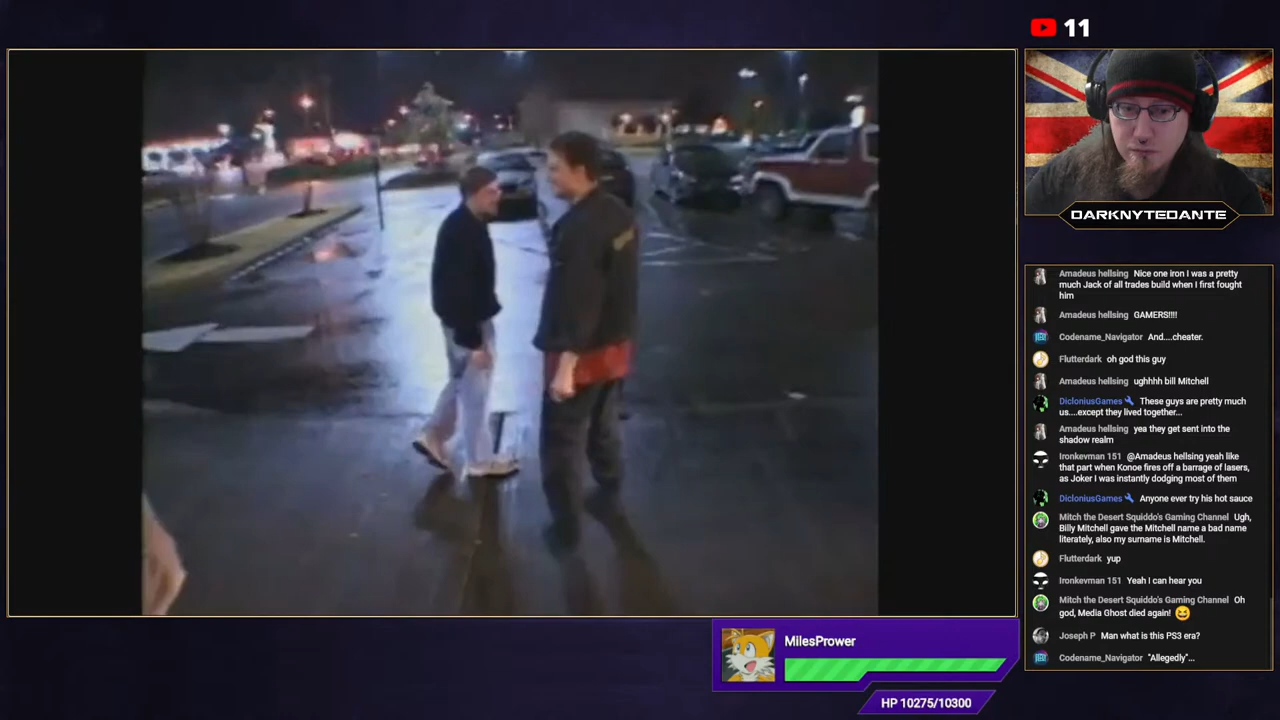 11
DARKNYTEDANTE
Amadeus hellsing Nice one iron I was a pretty
much Jack of all trades build when I first fought
him
Amadeus hellsing GAMERS!!!!
Codename_Navigator And....cheater.
Flutterdark oh god this guy
Amadeus hellsing ughhhh bill Mitchell
DicloniusGames These guys are pretty much
us....except they lived together...
Amadeus hellsing yea they get sent into the
shadow realm
Ironkevman 151 @Amadeus hellsing yeah like
that part when Konoe fires off a barrage of lasers,
as Joker I was instantly dodging most of them
DicloniusGames Anyone ever try his hot sauce
Mitch the Desert Squiddo's Gaming Channel Ugh,
Billy Mitchell gave the Mitchell name a bad name
literately, also my surname is Mitchell.
Flutterdark yup
Ironkevman 151 Yeah I can hear you
Mitch the Desert Squiddo's Gaming Channel Oh
god, Media Ghost died again! 😆
Joseph P Man what is this PS3 era?
Codename_Navigator "Allegedly"...
MilesPrower
HP 10275/10300